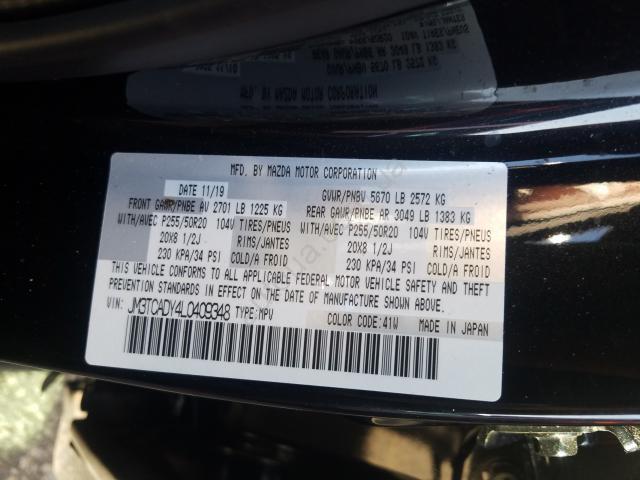 MFD. BY MAZDA MOTOR CORPORATION
DATE 11/19 GVWR/PNBV 5670 LB 2572 KG
FRONT GAWR/PNBE AV 2701 LB 1225 KG REAR GAWR/PNBE AR 3049 LB 1383 KG
WITH/AVEC P255/50R20 104V TIRES/PNEUS WITH/AVEC P255/50R20 104V TIRES/PNEUS
20X8 1/2J RIMS/JANTES 20X8 1/2J RIMS/JANTES
230 KPA/34 PSI COLD/A FROID 230 KPA/34 PSI COLD/A FROID
THIS VEHICLE CONFORMS TO ALL APPLICABLE FEDERAL MOTOR VEHICLE SAFETY AND THEFT
PREVENTION STANDARDS IN EFFECT ON THE DATE OF MANUFACTURE SHOWN ABOVE.
VIN: JM3TCADY4L0409348 TYPE: MPV COLOR CODE: 41W MADE IN JAPAN